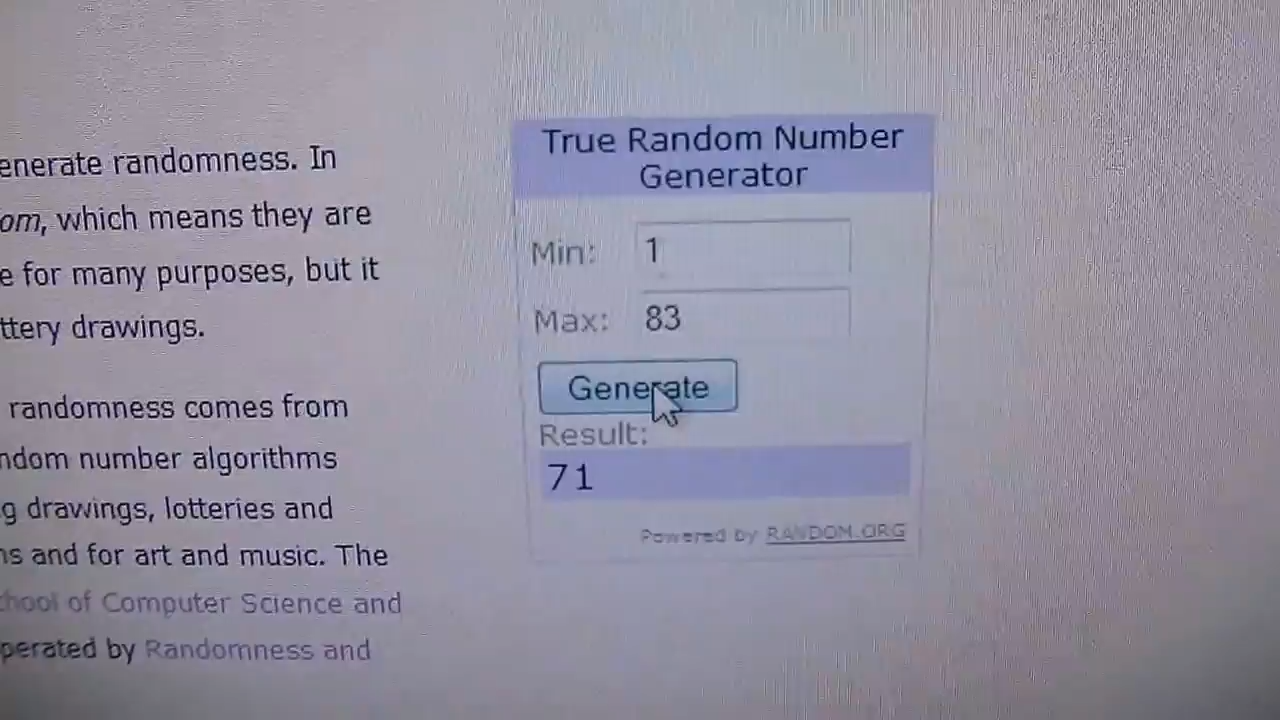 enerate randomness. In
om, which means they are
e for many purposes, but it
ttery drawings.
randomness comes from
ndom number algorithms
g drawings, lotteries and
ns and for art and music. The
chool of Computer Science and
perated by Randomness and
True Random Number
Generator
Min: 1
Max: 83
Generate
Result:
71
Powered by RANDOM.ORG